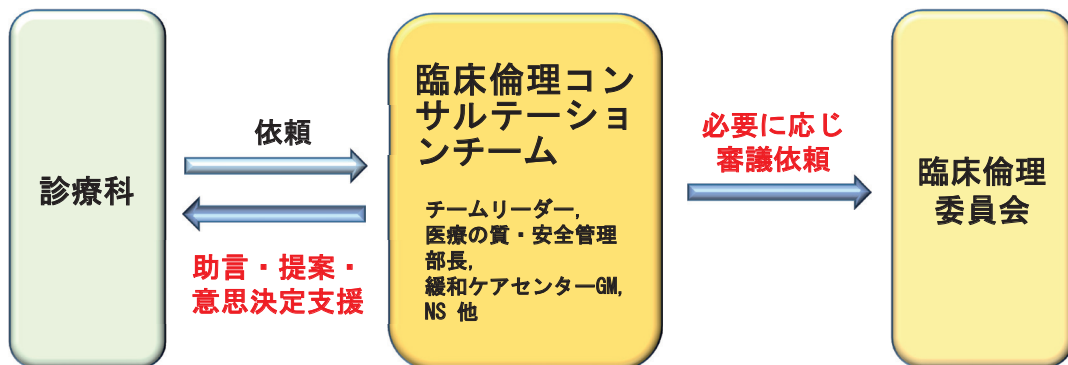 診療科
依頼
助言・提案・
意思決定支援
臨床倫理コン
サルテーショ
ンチーム
チームリーダー,
医療の質・安全管理
部長,
緩和ケアセンターGM,
NS 他
必要に応じ
審議依頼
臨床倫理
委員会